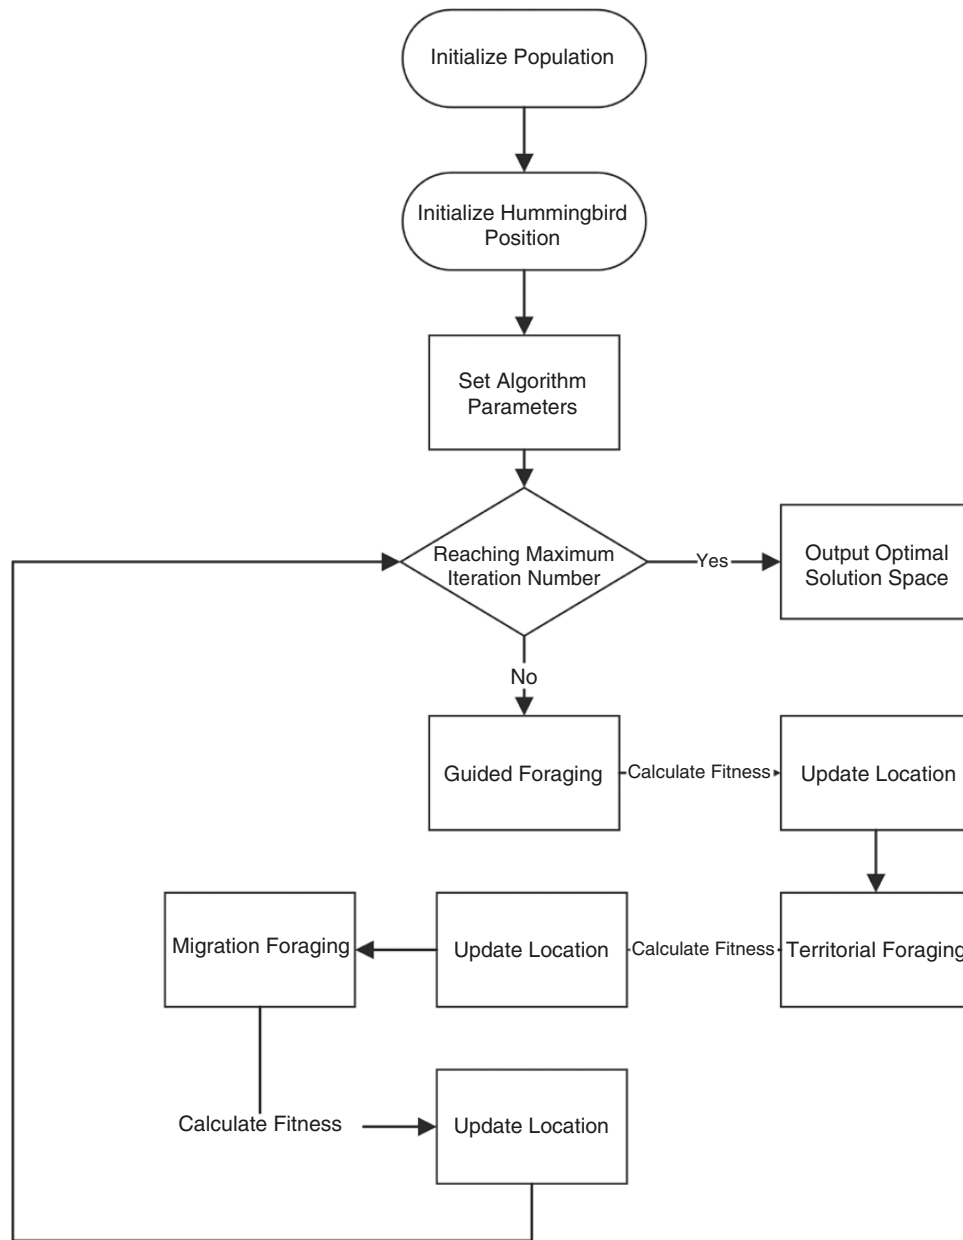 Initialize Population
Initialize Hummingbird
Position
Set Algorithm
Parameters
Reaching Maximum
Iteration Number
Yes
Output Optimal
Solution Space
No
Guided Foraging
Calculate Fitness
Update Location
Migration Foraging
Update Location
Calculate Fitness
Territorial Foraging
Calculate Fitness
Update Location